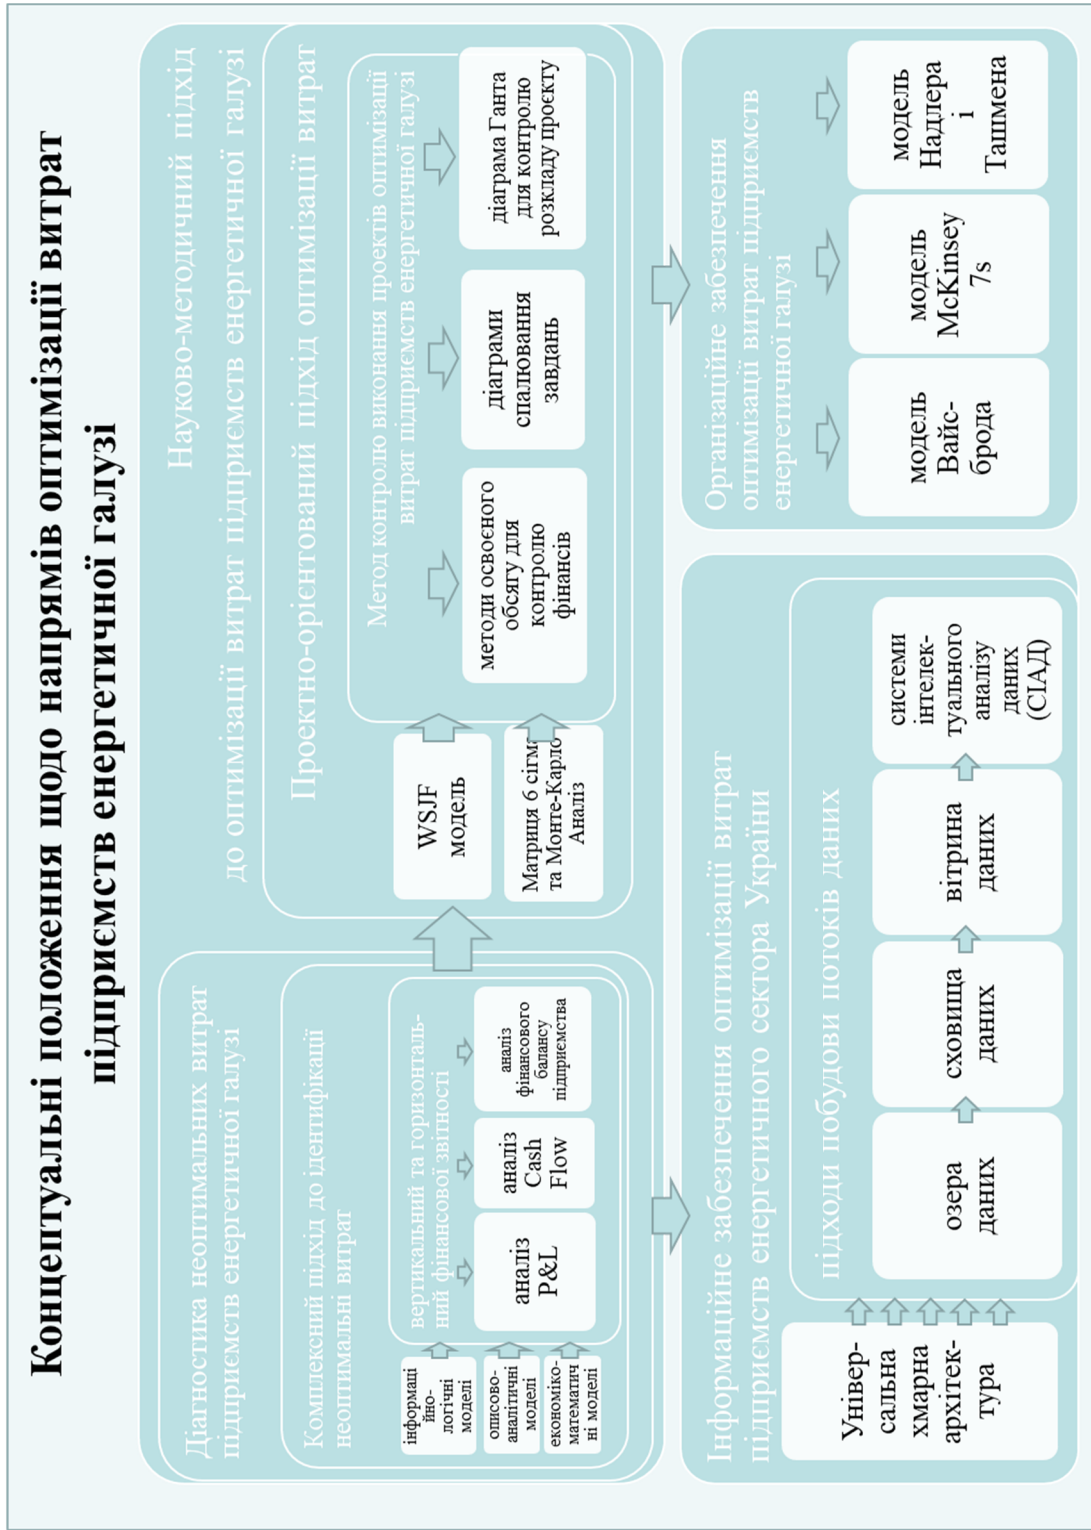 Концептуальні положення щодо напрямів оптимізації витрат
підприємств енергетичної галузі
Науково-методичний підхід
до оптимізації витрат підприємств енергетичної галузі
Діагностика неоптимальних витрат
підприємств енергетичної галузі
Комплексний підхід до ідентифікації
неоптимальні витрат
інформаці
йно-
логічні
моделі
описово-
аналітичні
моделі
економіко-
математич
ні моделі
вертикальний та горизонталь-
ний фінансової звітності
аналіз
P&L
аналіз
Cash
Flow
аналіз
фінансового
балансу
підприємства
Проектно-орієнтований підхід оптимізації витрат
WSJF
модель
Матриця 6 сігма
та Монте-Карло
Аналіз
Метод контролю виконання проектів оптимізації
витрат підприємств енергетичної галузі
методи освоєного
обсягу для
контролю
фінансів
діаграми
спалювання
завдань
діаграма Ганта
для контролю
розкладу проєкту
Інформаційне забезпечення оптимізації витрат
підприємств енергетичного сектора України
Універ-
сальна
хмарна
архітек-
тура
підходи побудови потоків даних
озера
даних
сховища
даних
вітрина
даних
системи
інтелек-
туального
аналізу
даних
(СІАД)
Організаційне забезпечення
оптимізації витрат підприємств
енергетичної галузі
модель
Вайс-
брода
модель
McKinsey
7s
модель
Надлера
і
Ташмена